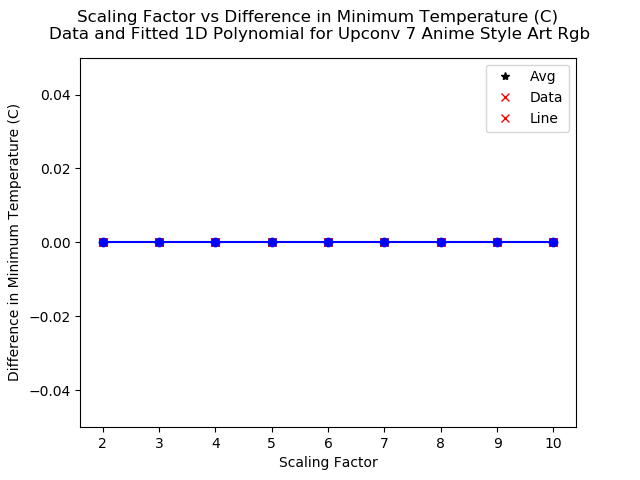 Scaling Factor vs Difference in Minimum Temperature (C)
Data and Fitted 1D Polynomial for Upconv 7 Anime Style Art Rgb
Avg
Data
Line
Difference in Minimum Temperature (C)
0.04
0.02
0.00
−0.02
−0.04
2 3 4 5 6 7 8 9 10
Scaling Factor